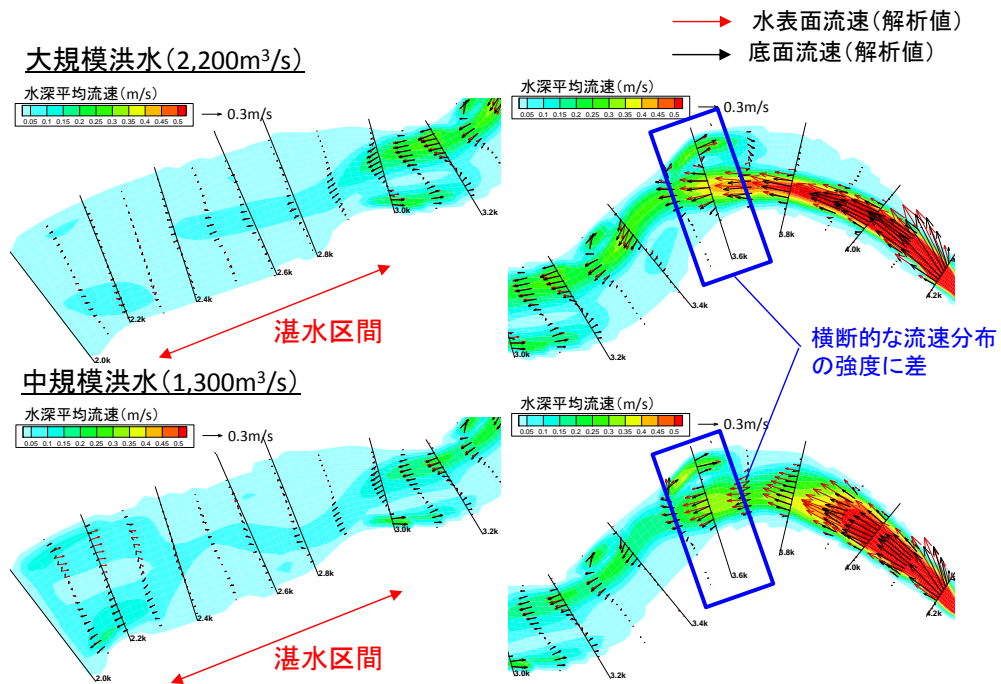 水表面流速(解析値)
底面流速(解析値)
大規模洪水(2,200m³/s)
水深平均流速(m/s)
0.05 0.1 0.15 0.2 0.25 0.3 0.35 0.4 0.45 0.5
0.3m/s
2.0k
2.2k
2.4k
2.6k
2.8k
3.0k
3.2k
湛水区間
水深平均流速(m/s)
0.05 0.1 0.15 0.2 0.25 0.3 0.35 0.4 0.45 0.5
0.3m/s
3.0k
3.2k
3.4k
3.6k
3.8k
4.0k
4.2k
横断的な流速分布
の強度に差
中規模洪水(1,300m³/s)
水深平均流速(m/s)
0.05 0.1 0.15 0.2 0.25 0.3 0.35 0.4 0.45 0.5
0.3m/s
2.0k
2.2k
2.4k
2.6k
2.8k
3.0k
3.2k
湛水区間
水深平均流速(m/s)
0.05 0.1 0.15 0.2 0.25 0.3 0.35 0.4 0.45 0.5
0.3m/s
3.0k
3.2k
3.4k
3.6k
3.8k
4.0k
4.2k